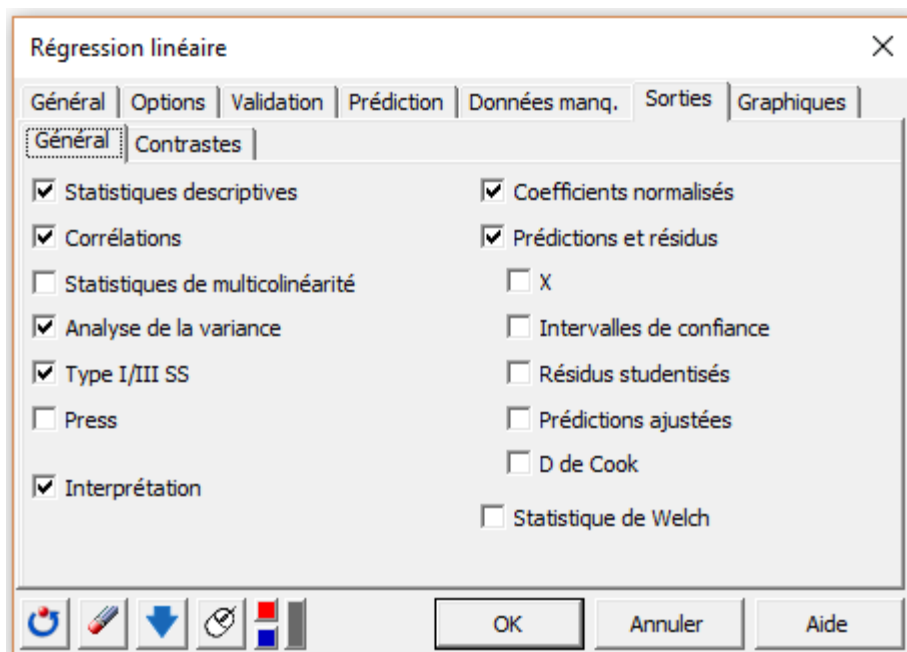 Régression linéaire
Général Options Validation Prédiction Données manq. Sorties Graphiques
Général Contrastes
Statistiques descriptives
Corrélations
Statistiques de multicolinéarité
Analyse de la variance
Type I/III SS
Press
Interprétation
Coefficients normalisés
Prédictions et résidus
X
Intervalles de confiance
Résidus studentisés
Prédictions ajustées
D de Cook
Statistique de Welch
OK Annuler Aide